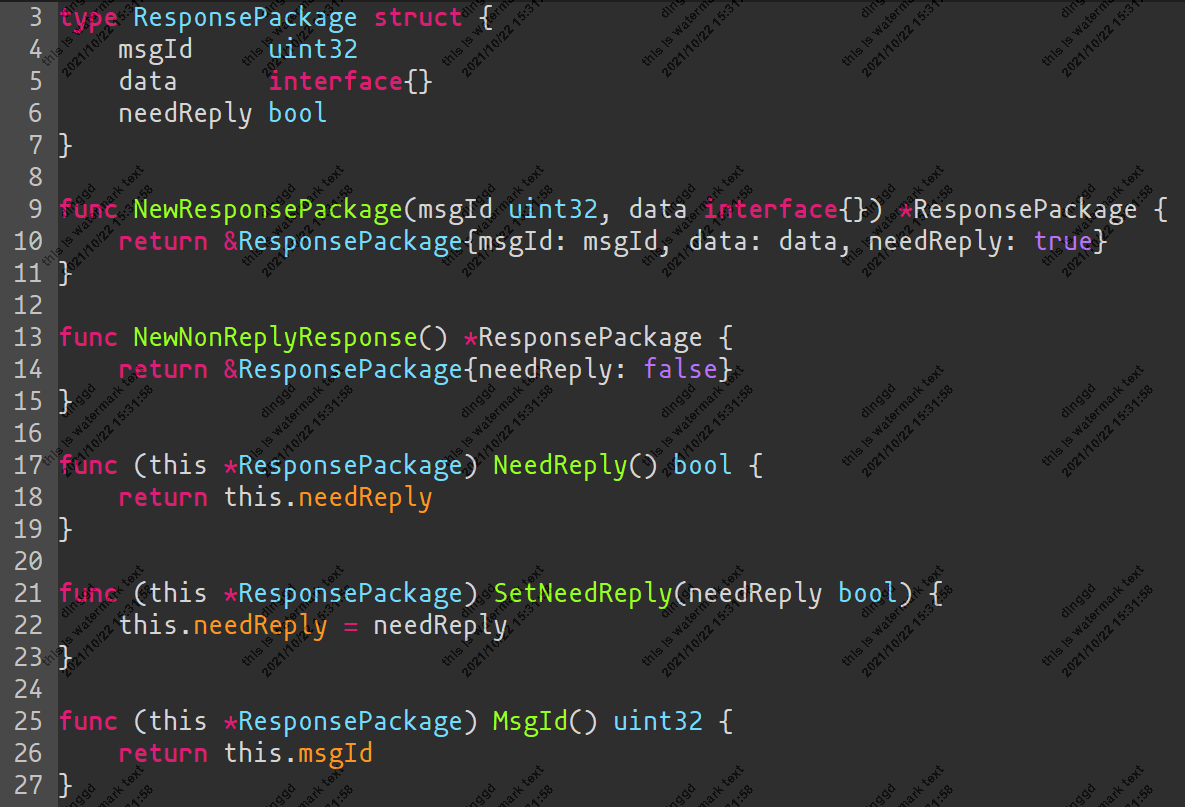 3 type ResponsePackage struct {
4     msgId     uint32
5     data      interface{}
6     needReply bool
7 }
8
9 func NewResponsePackage(msgId uint32, data interface{}) *ResponsePackage {
10     return &ResponsePackage{msgId: msgId, data: data, needReply: true}
11 }
12
13 func NewNonReplyResponse() *ResponsePackage {
14     return &ResponsePackage{needReply: false}
15 }
16
17 func (this *ResponsePackage) NeedReply() bool {
18     return this.needReply
19 }
20
21 func (this *ResponsePackage) SetNeedReply(needReply bool) {
22     this.needReply = needReply
23 }
24
25 func (this *ResponsePackage) MsgId() uint32 {
26     return this.msgId
27 }
dinggd
this is watermark text
2021/10/22 15:31:58